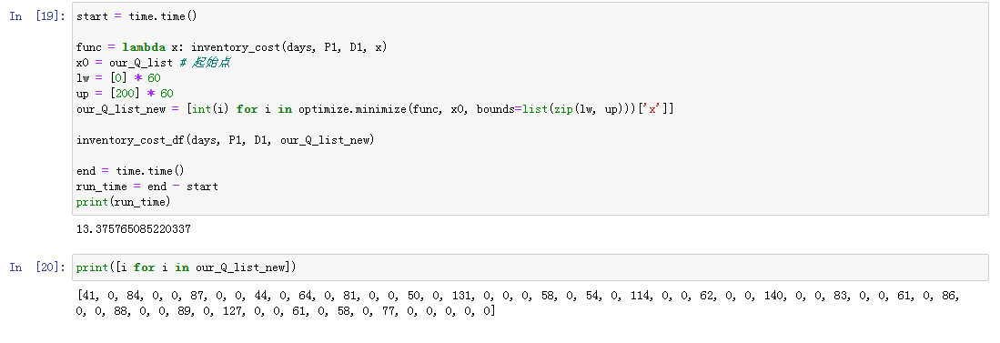 In [19]: start = time.time()
func = lambda x: inventory_cost(days, P1, D1, x)
x0 = our_Q_list # 起始点
lw = [0] * 60
up = [200] * 60
our_Q_list_new = [int(i) for i in optimize.minimize(func, x0, bounds=list(zip(lw, up)))['x']]
inventory_cost_df(days, P1, D1, our_Q_list_new)
end = time.time()
run_time = end - start
print(run_time)
13.375765085220337
In [20]: print([i for i in our_Q_list_new])
[41, 0, 84, 0, 0, 87, 0, 0, 44, 0, 64, 0, 81, 0, 0, 50, 0, 131, 0, 0, 0, 58, 0, 54, 0, 114, 0, 0, 62, 0, 0, 140, 0, 0, 83, 0, 0, 61, 0, 86,
0, 0, 88, 0, 0, 89, 0, 127, 0, 0, 61, 0, 58, 0, 77, 0, 0, 0, 0, 0]